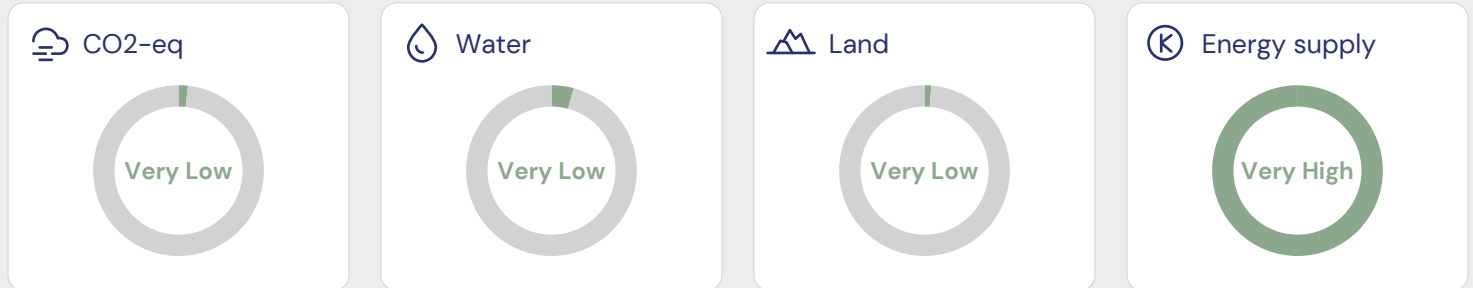 CO2-eq
Very Low
Water
Very Low
Land
Very Low
Energy supply
Very High